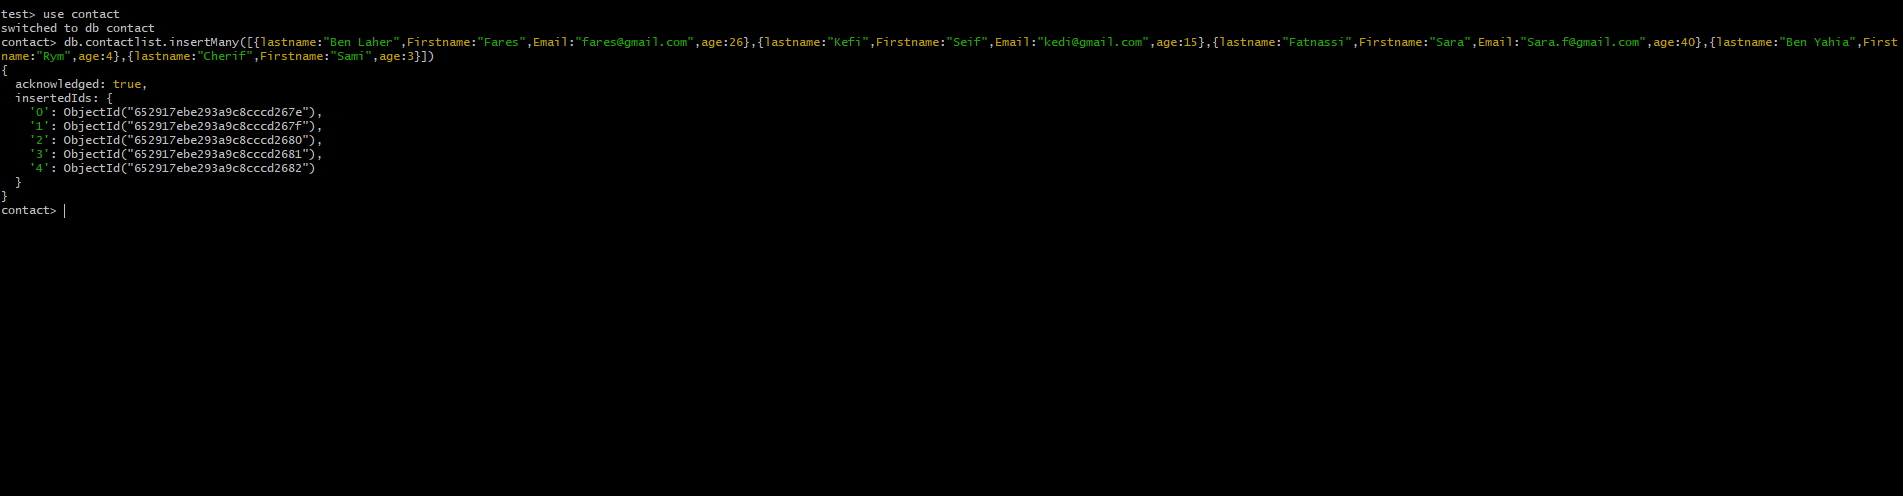 test> use contact
switched to db contact
contact> db.contactlist.insertMany([{lastname:"Ben Laher",Firstname:"Fares",Email:"fares@gmail.com",age:26},{lastname:"Kefi",Firstname:"Seif",Email:"kedi@gmail.com",age:15},{lastname:"Fatnassi",Firstname:"Sara",Email:"Sara.f@gmail.com",age:40},{lastname:"Ben Yahia",First
name:"Rym",age:4},{lastname:"Cherif",Firstname:"Sami",age:3}])
{
  acknowledged: true,
  insertedIds: {
    '0': ObjectId("652917ebe293a9c8cccd267e"),
    '1': ObjectId("652917ebe293a9c8cccd267f"),
    '2': ObjectId("652917ebe293a9c8cccd2680"),
    '3': ObjectId("652917ebe293a9c8cccd2681"),
    '4': ObjectId("652917ebe293a9c8cccd2682")
  }
}
contact>